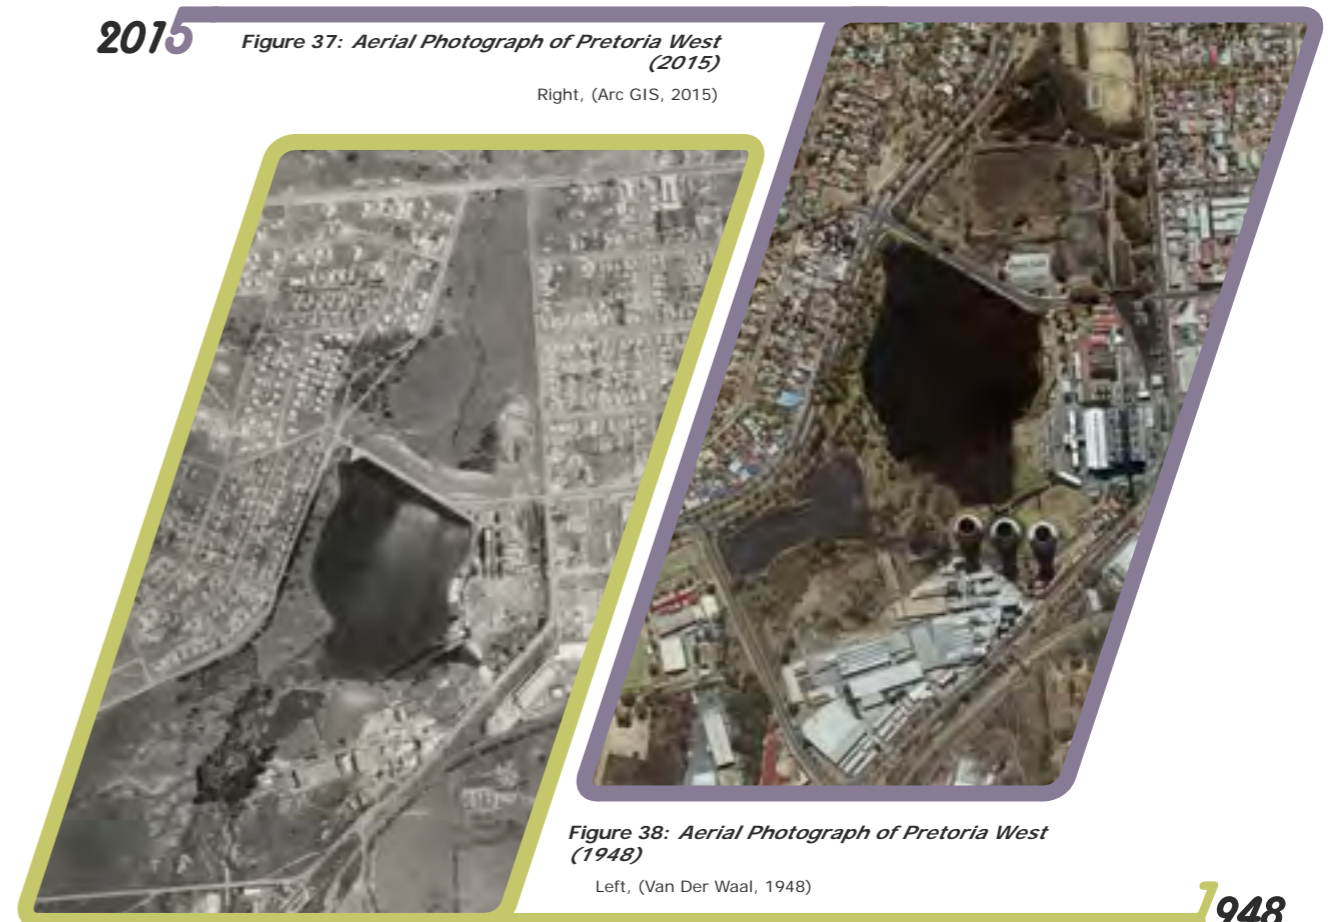 2015
Figure 37: Aerial Photograph of Pretoria West
(2015)
Right, (Arc GIS, 2015)
Figure 38: Aerial Photograph of Pretoria West
(1948)
Left, (Van Der Waal, 1948)
1948